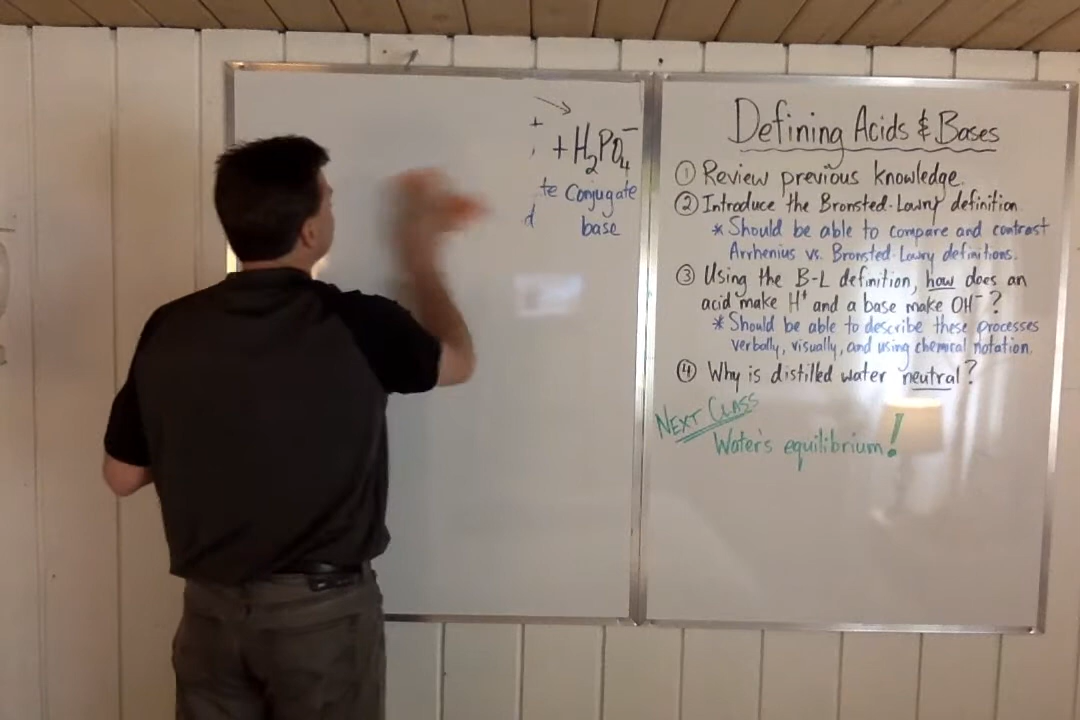 + + H₂PO₄⁻
te Conjugate
d base
Defining Acids & Bases
① Review previous knowledge.
② Introduce the Bronsted-Lowry definition
* Should be able to compare and contrast
Arrhenius vs. Bronsted-Lowry definitions.
③ Using the B-L definition, how does an
acid make H⁺ and a base make OH⁻?
* Should be able to describe these processes
verbally, visually, and using chemical notation.
④ Why is distilled water neutral?
NEXT CLASS
Water's equilibrium!